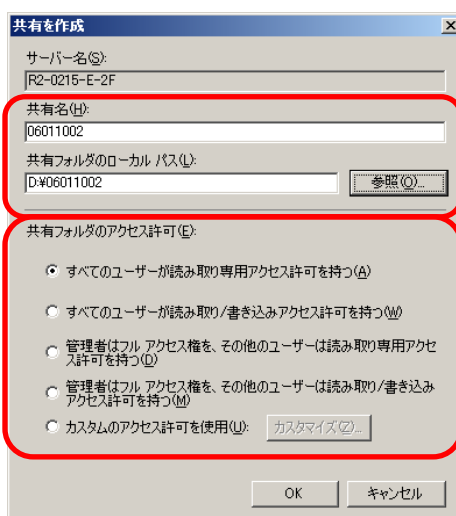 共有を作成
サーバー名(S):
R2-0215-E-2F
共有名(H):
06011002
共有フォルダのローカル パス(L):
D:¥06011002
参照(O)...
共有フォルダのアクセス許可(E):
すべてのユーザーが読み取り専用アクセス許可を持つ(A)
すべてのユーザーが読み取り/書き込みアクセス許可を持つ(W)
管理者はフル アクセス権を、その他のユーザーは読み取り専用アクセ
ス許可を持つ(D)
管理者はフル アクセス権を、その他のユーザーは読み取り/書き込み
アクセス許可を持つ(M)
カスタムのアクセス許可を使用(U):
カスタマイズ(Z)...
OK
キャンセル